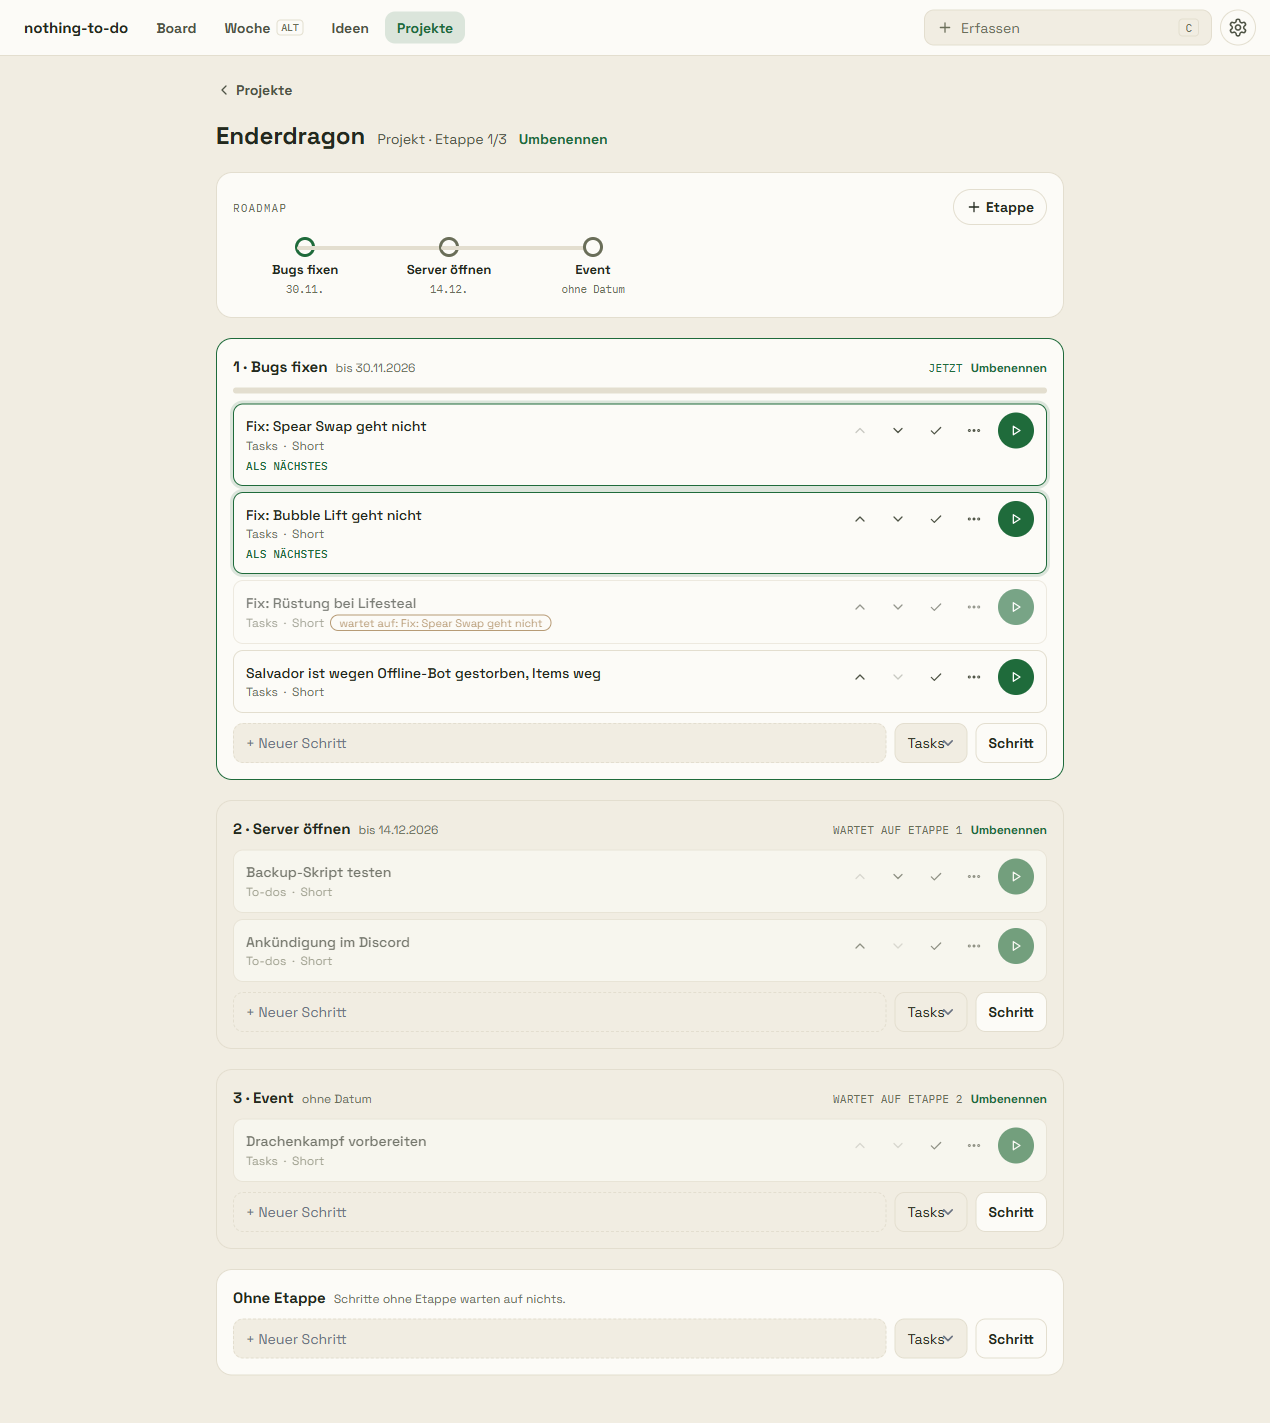 nothing-to-do Board Woche ALT Ideen Projekte + Erfassen C
Projekte
Enderdragon Projekt · Etappe 1/3 Umbenennen
ROADMAP + Etappe
Bugs fixen Server öffnen Event
30.11. 14.12. ohne Datum
1 · Bugs fixen bis 30.11.2026 JETZT Umbenennen
Fix: Spear Swap geht nicht
Tasks · Short
ALS NÄCHSTES
Fix: Bubble Lift geht nicht
Tasks · Short
ALS NÄCHSTES
Fix: Rüstung bei Lifesteal
Tasks · Short wartet auf: Fix: Spear Swap geht nicht
Salvador ist wegen Offline-Bot gestorben, Items weg
Tasks · Short
+ Neuer Schritt Tasks Schritt
2 · Server öffnen bis 14.12.2026 WARTET AUF ETAPPE 1 Umbenennen
Backup-Skript testen
To-dos · Short
Ankündigung im Discord
To-dos · Short
+ Neuer Schritt Tasks Schritt
3 · Event ohne Datum WARTET AUF ETAPPE 2 Umbenennen
Drachenkampf vorbereiten
Tasks · Short
+ Neuer Schritt Tasks Schritt
Ohne Etappe Schritte ohne Etappe warten auf nichts.
+ Neuer Schritt Tasks Schritt